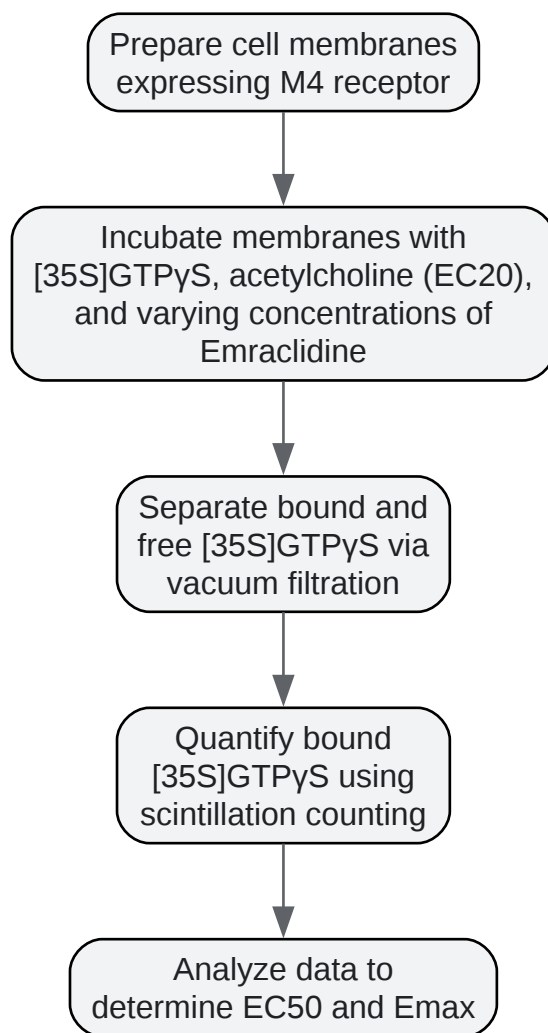 Prepare cell membranes
expressing M4 receptor
Incubate membranes with
[35S]GTPγS, acetylcholine (EC20),
and varying concentrations of
Emraclidine
Separate bound and
free [35S]GTPγS via
vacuum filtration
Quantify bound
[35S]GTPγS using
scintillation counting
Analyze data to
determine EC50 and Emax